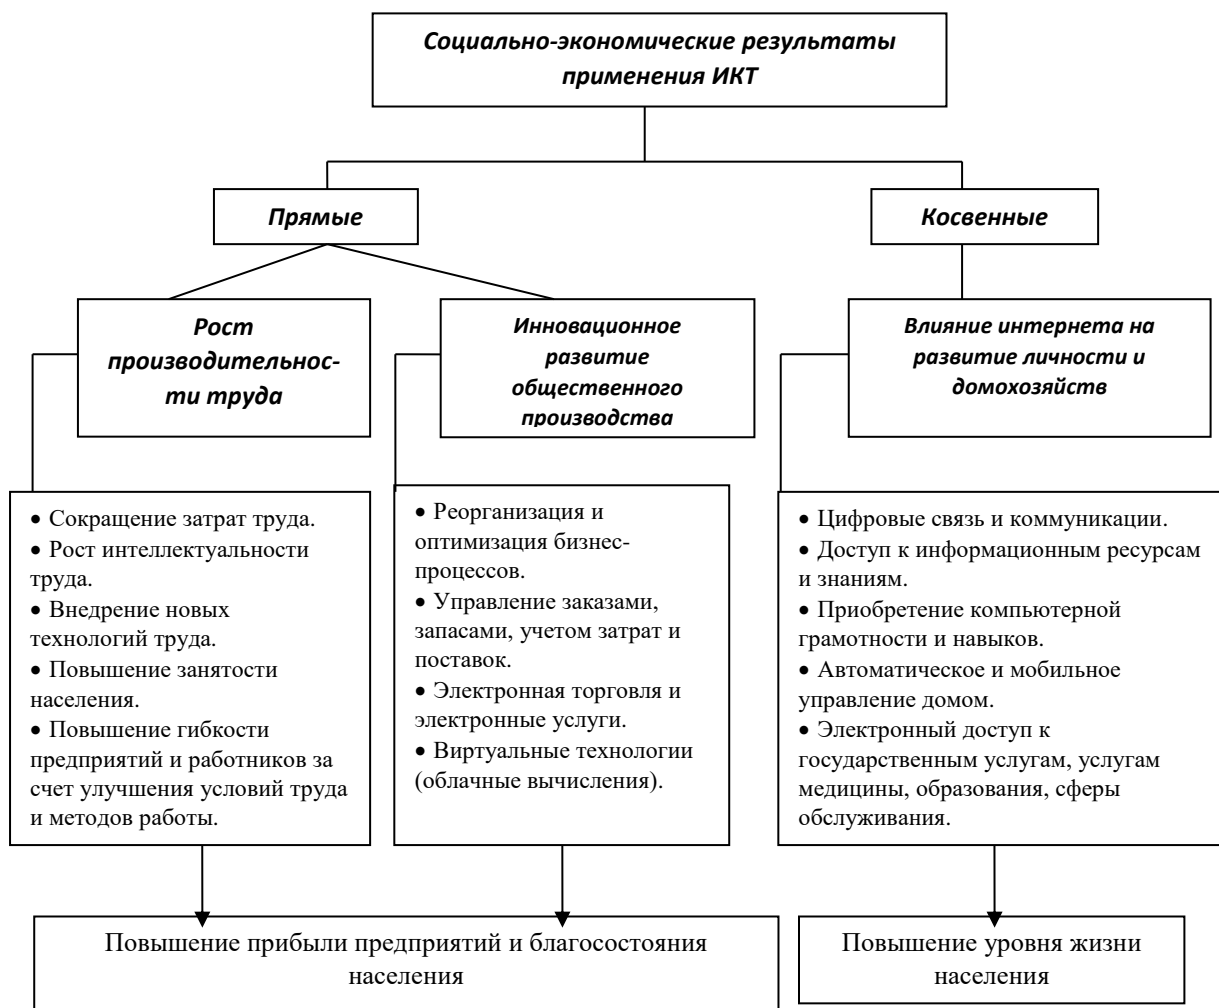 Социально-экономические результаты
применения ИКТ
Прямые
Косвенные
Рост
производительнос-
ти труда
Инновационное
развитие
общественного
производства
Влияние интернета на
развитие личности и
домохозяйств
• Сокращение затрат труда.
• Рост интеллектуальности
труда.
• Внедрение новых
технологий труда.
• Повышение занятости
населения.
• Повышение гибкости
предприятий и работников за
счет улучшения условий труда
и методов работы.
• Реорганизация и
оптимизация бизнес-
процессов.
• Управление заказами,
запасами, учетом затрат и
поставок.
• Электронная торговля и
электронные услуги.
• Виртуальные технологии
(облачные вычисления).
• Цифровые связь и коммуникации.
• Доступ к информационным ресурсам
и знаниям.
• Приобретение компьютерной
грамотности и навыков.
• Автоматическое и мобильное
управление домом.
• Электронный доступ к
государственным услугам, услугам
медицины, образования, сферы
обслуживания.
Повышение прибыли предприятий и благосостояния
населения
Повышение уровня жизни
населения